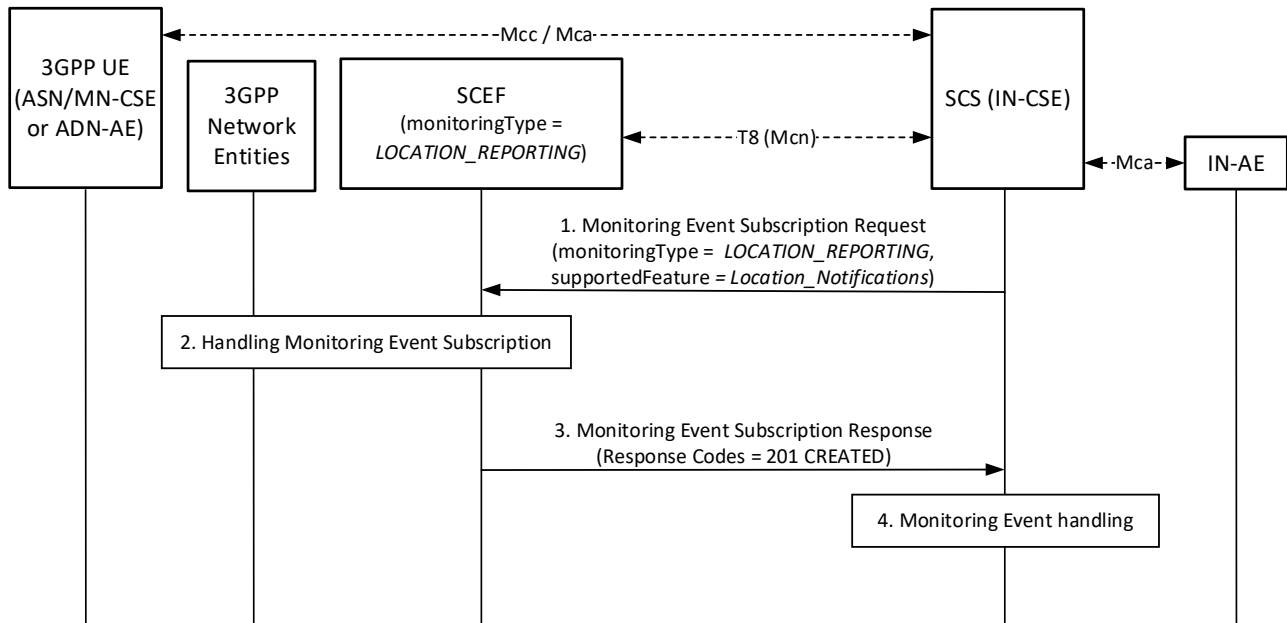 Mcc / Mca
3GPP UE
(ASN/MN-CSE
or ADN-AE)
3GPP
Network
Entities
SCEF
(monitoringType =
LOCATION_REPORTING)
T8 (Mcn)
SCS (IN-CSE)
Mca
IN-AE
1. Monitoring Event Subscription Request
(monitoringType = LOCATION_REPORTING,
supportedFeature = Location_Notifications)
2. Handling Monitoring Event Subscription
3. Monitoring Event Subscription Response
(Response Codes = 201 CREATED)
4. Monitoring Event handling